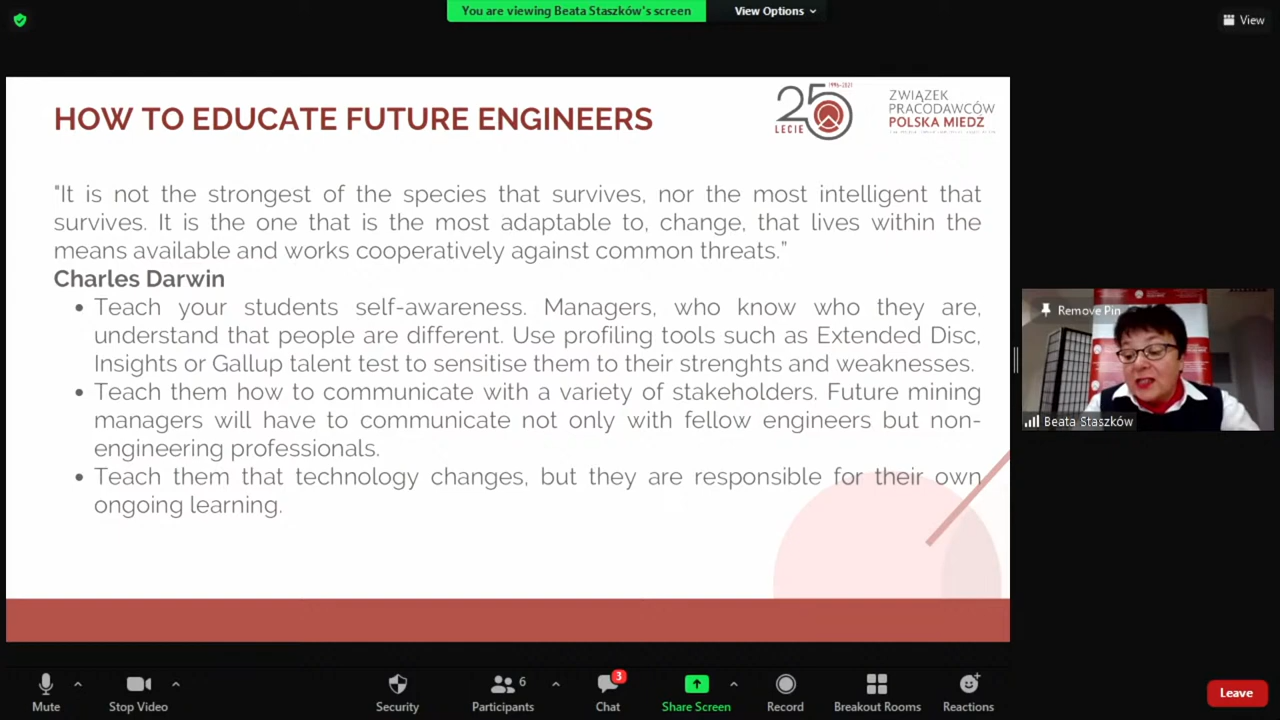 You are viewing Beata Staszków's screen
View Options
View
HOW TO EDUCATE FUTURE ENGINEERS
1996-2021
25
LECIE
ZWIĄZEK
PRACODAWCÓW
POLSKA MIEDŹ
"It is not the strongest of the species that survives, nor the most intelligent that
survives. It is the one that is the most adaptable to, change, that lives within the
means available and works cooperatively against common threats."
Charles Darwin
• Teach your students self-awareness. Managers, who know who they are,
understand that people are different. Use profiling tools such as Extended Disc,
Insights or Gallup talent test to sensitise them to their strenghts and weaknesses.
• Teach them how to communicate with a variety of stakeholders. Future mining
managers will have to communicate not only with fellow engineers but non-
engineering professionals.
• Teach them that technology changes, but they are responsible for their own
ongoing learning.
Remove Pin
Beata Staszków
Mute
Stop Video
Security
6
Participants
3
Chat
Share Screen
Record
Breakout Rooms
Reactions
Leave